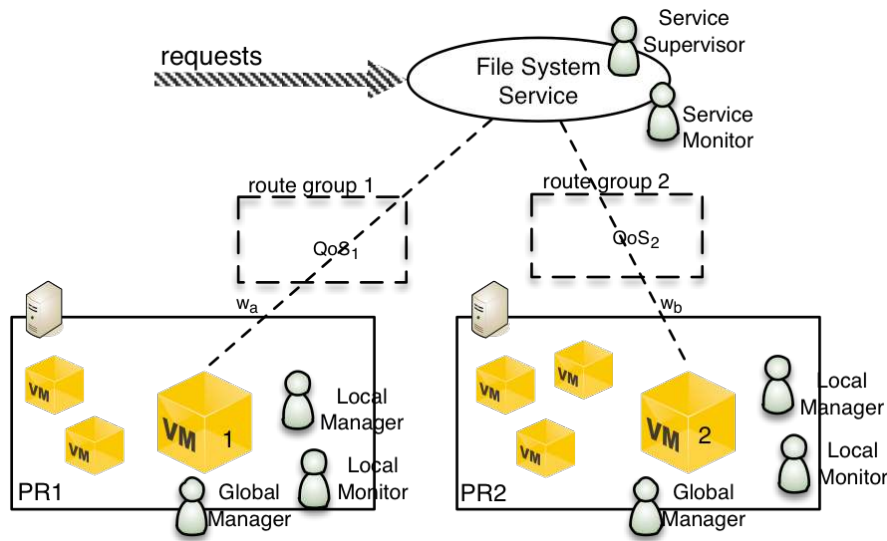 requests
Service
Supervisor
File System
Service
Service
Monitor
route group 1
route group 2
QoS1
QoS2
wa
wb
VM
VM
VM 1
Local
Manager
Local
Monitor
Global
Manager
PR1
VM
VM
VM
VM 2
Local
Manager
Local
Monitor
Global
Manager
PR2